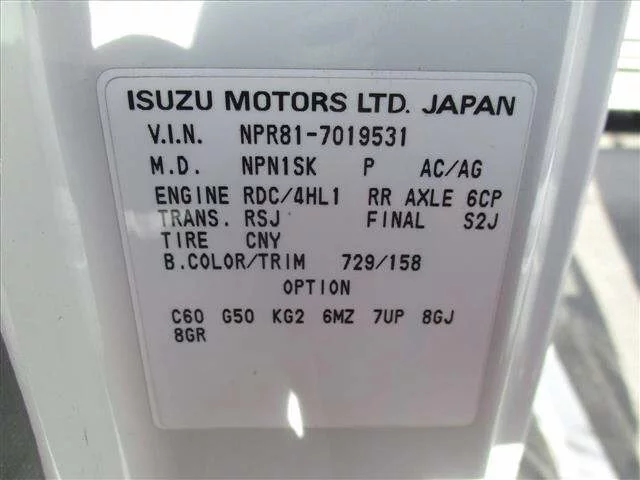 ISUZU MOTORS LTD. JAPAN
V.I.N. NPR81-7019531
M.D. NPN1SK P AC/AG
ENGINE RDC/4HL1 RR AXLE 6CP
TRANS. RSJ FINAL S2J
TIRE CNY
B.COLOR/TRIM 729/158
OPTION
C60 G50 KG2 6MZ 7UP 8GJ
8GR